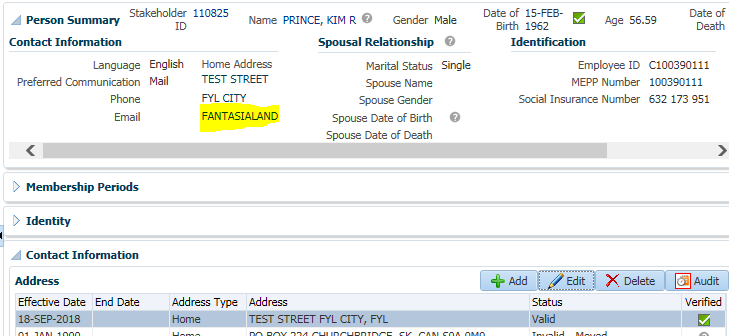 Person Summary Stakeholder ID 110825 Name PRINCE, KIM R Gender Male Date of Birth 15-FEB-1962 Age 56.59 Date of Death
Contact Information Spousal Relationship Identification
Language English Home Address Marital Status Single Employee ID C100390111
Preferred Communication Mail TEST STREET Spouse Name MEPP Number 100390111
Phone FYL CITY Spouse Gender Social Insurance Number 632 173 951
Email FANTASIALAND Spouse Date of Birth
Spouse Date of Death
Membership Periods
Identity
Contact Information
Address Add Edit Delete Audit
Effective Date End Date Address Type Address Status Verified
18-SEP-2018 Home TEST STREET FYL CITY, FYL Valid
01-JAN-1900 Home PO BOX 224 CHURCHBRIDGE, SK, CAN S0A 0M0 Invalid - Moved